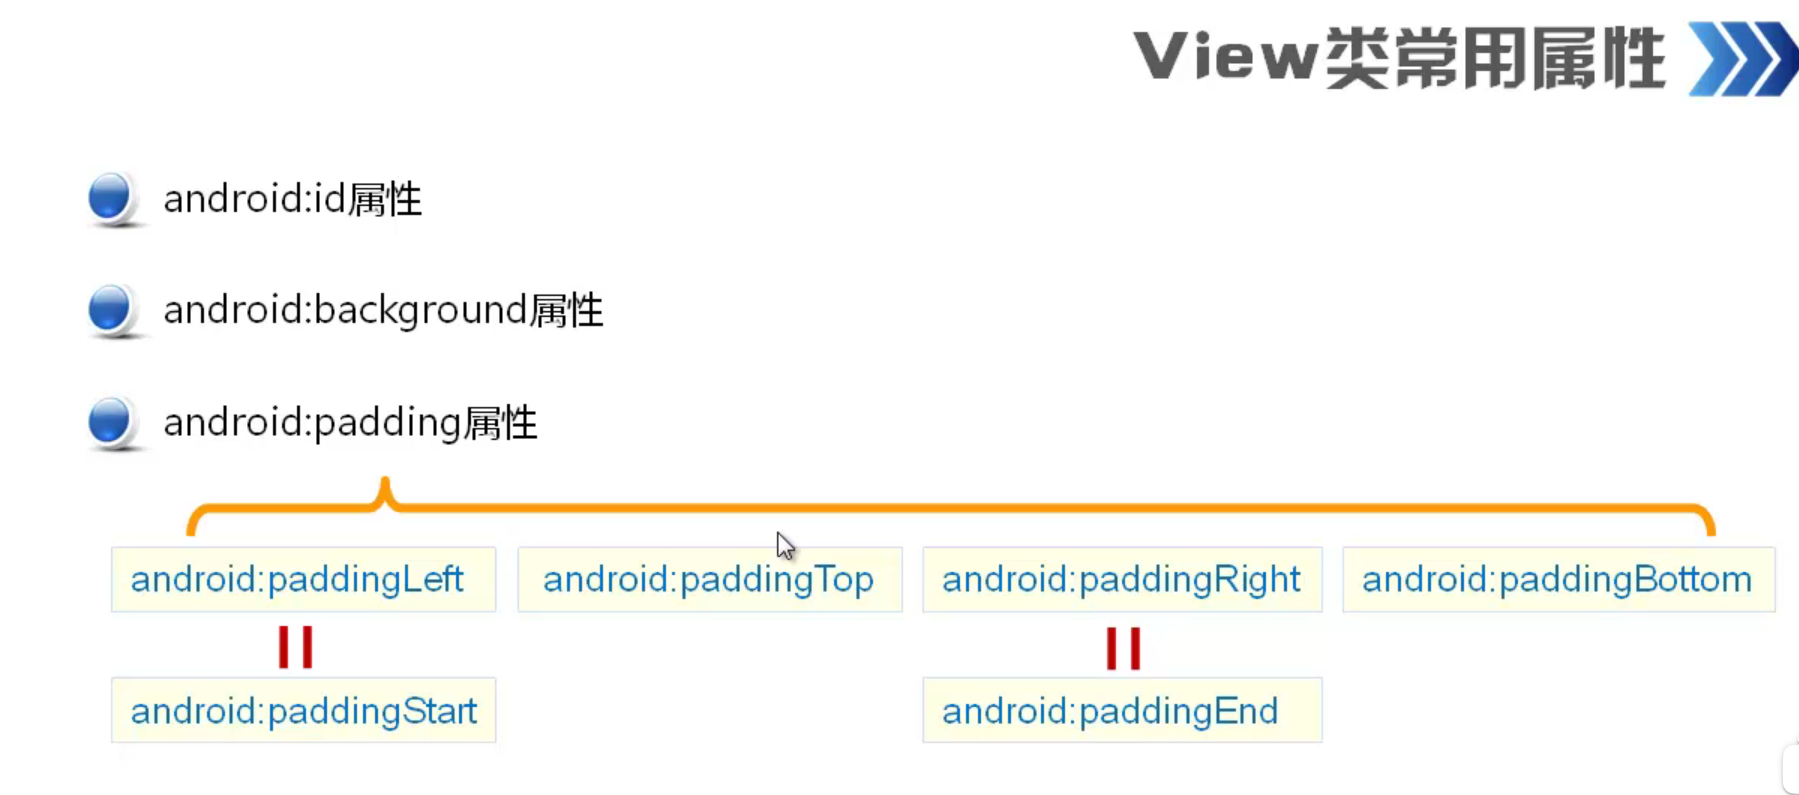 View类常用属性
android:id属性
android:background属性
android:padding属性
android:paddingLeft
android:paddingTop
android:paddingRight
android:paddingBottom
android:paddingStart
android:paddingEnd